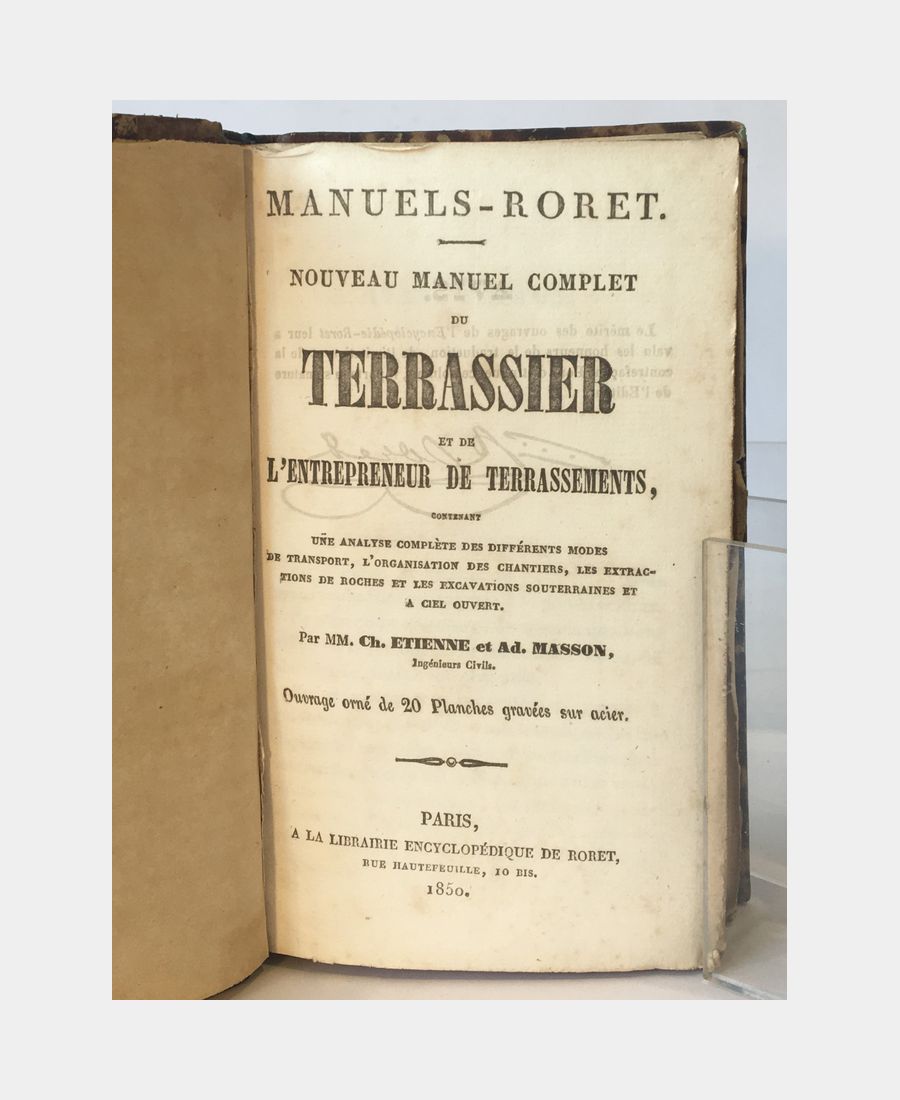 MANUELS-RORET.
NOUVEAU MANUEL COMPLET
DU
TERRASSIER
ET DE
L'ENTREPRENEUR DE TERRASSEMENTS,
CONTENANT
UNE ANALYSE COMPLÈTE DES DIFFÉRENTS MODES
DE TRANSPORT, L'ORGANISATION DES CHANTIERS, LES EXTRAC-
TIONS DE ROCHES ET LES EXCAVATIONS SOUTERRAINES ET
A CIEL OUVERT.
Par MM. Ch. ETIENNE et Ad. MASSON,
Ingénieurs Civils.
Ouvrage orné de 20 Planches gravées sur acier.
PARIS,
A LA LIBRAIRIE ENCYCLOPÉDIQUE DE RORET,
RUE HAUTEFEUILLE, 10 BIS.
1850.